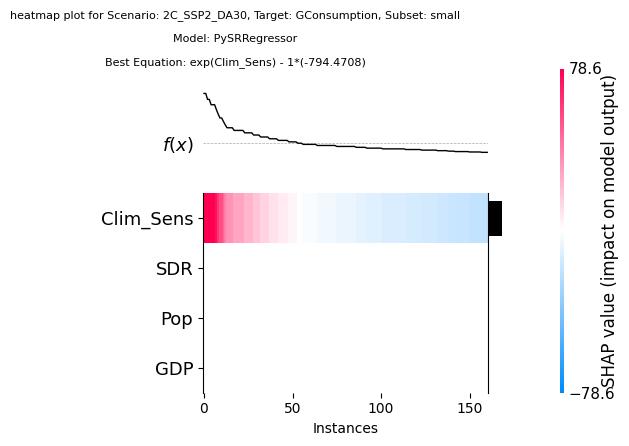 heatmap plot for Scenario: 2C_SSP2_DA30, Target: GConsumption, Subset: small
Model: PySRRegressor
Best Equation: exp(Clim_Sens) - 1*(-794.4708)
78.6
f(x)
Clim_Sens
SDR
Pop
GDP
0 50 100 150
Instances
−78.6
SHAP value (impact on model output)